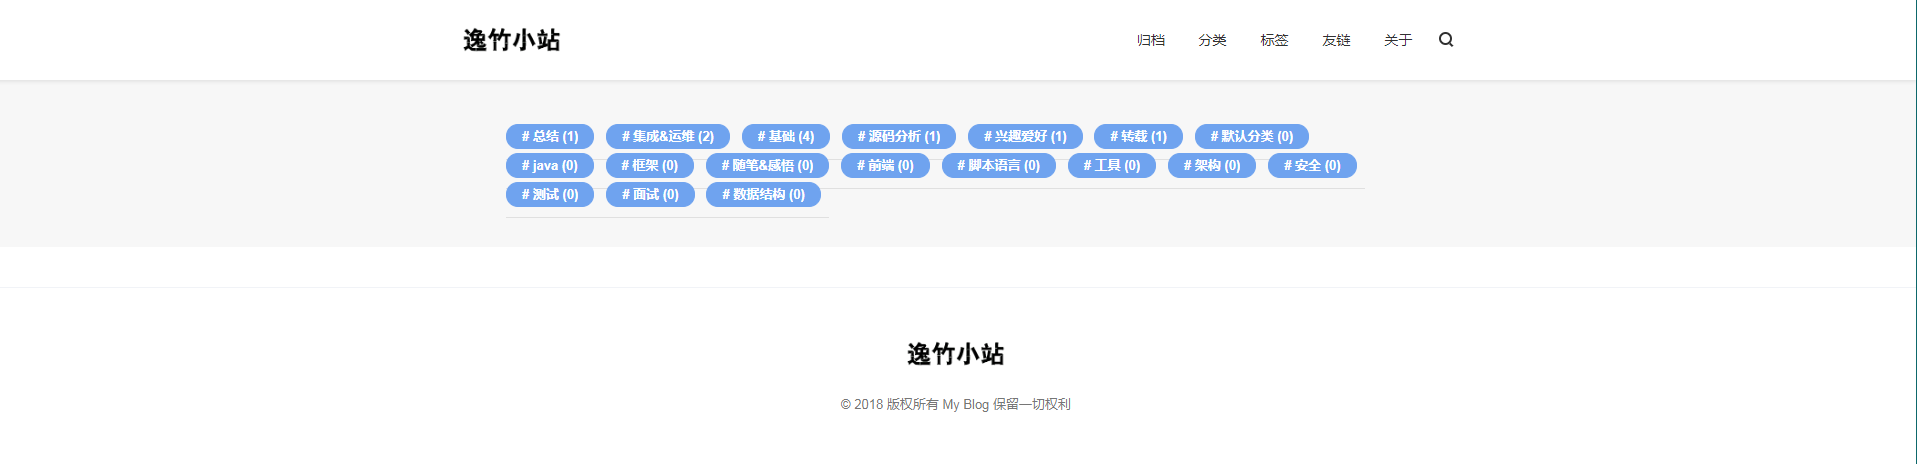 逸竹小站 归档 分类 标签 友链 关于
# 总结 (1) # 集成&运维 (2) # 基础 (4) # 源码分析 (1) # 兴趣爱好 (1) # 转载 (1) # 默认分类 (0)
# java (0) # 框架 (0) # 随笔&感悟 (0) # 前端 (0) # 脚本语言 (0) # 工具 (0) # 架构 (0) # 安全 (0)
# 测试 (0) # 面试 (0) # 数据结构 (0)
逸竹小站
© 2018 版权所有 My Blog 保留一切权利